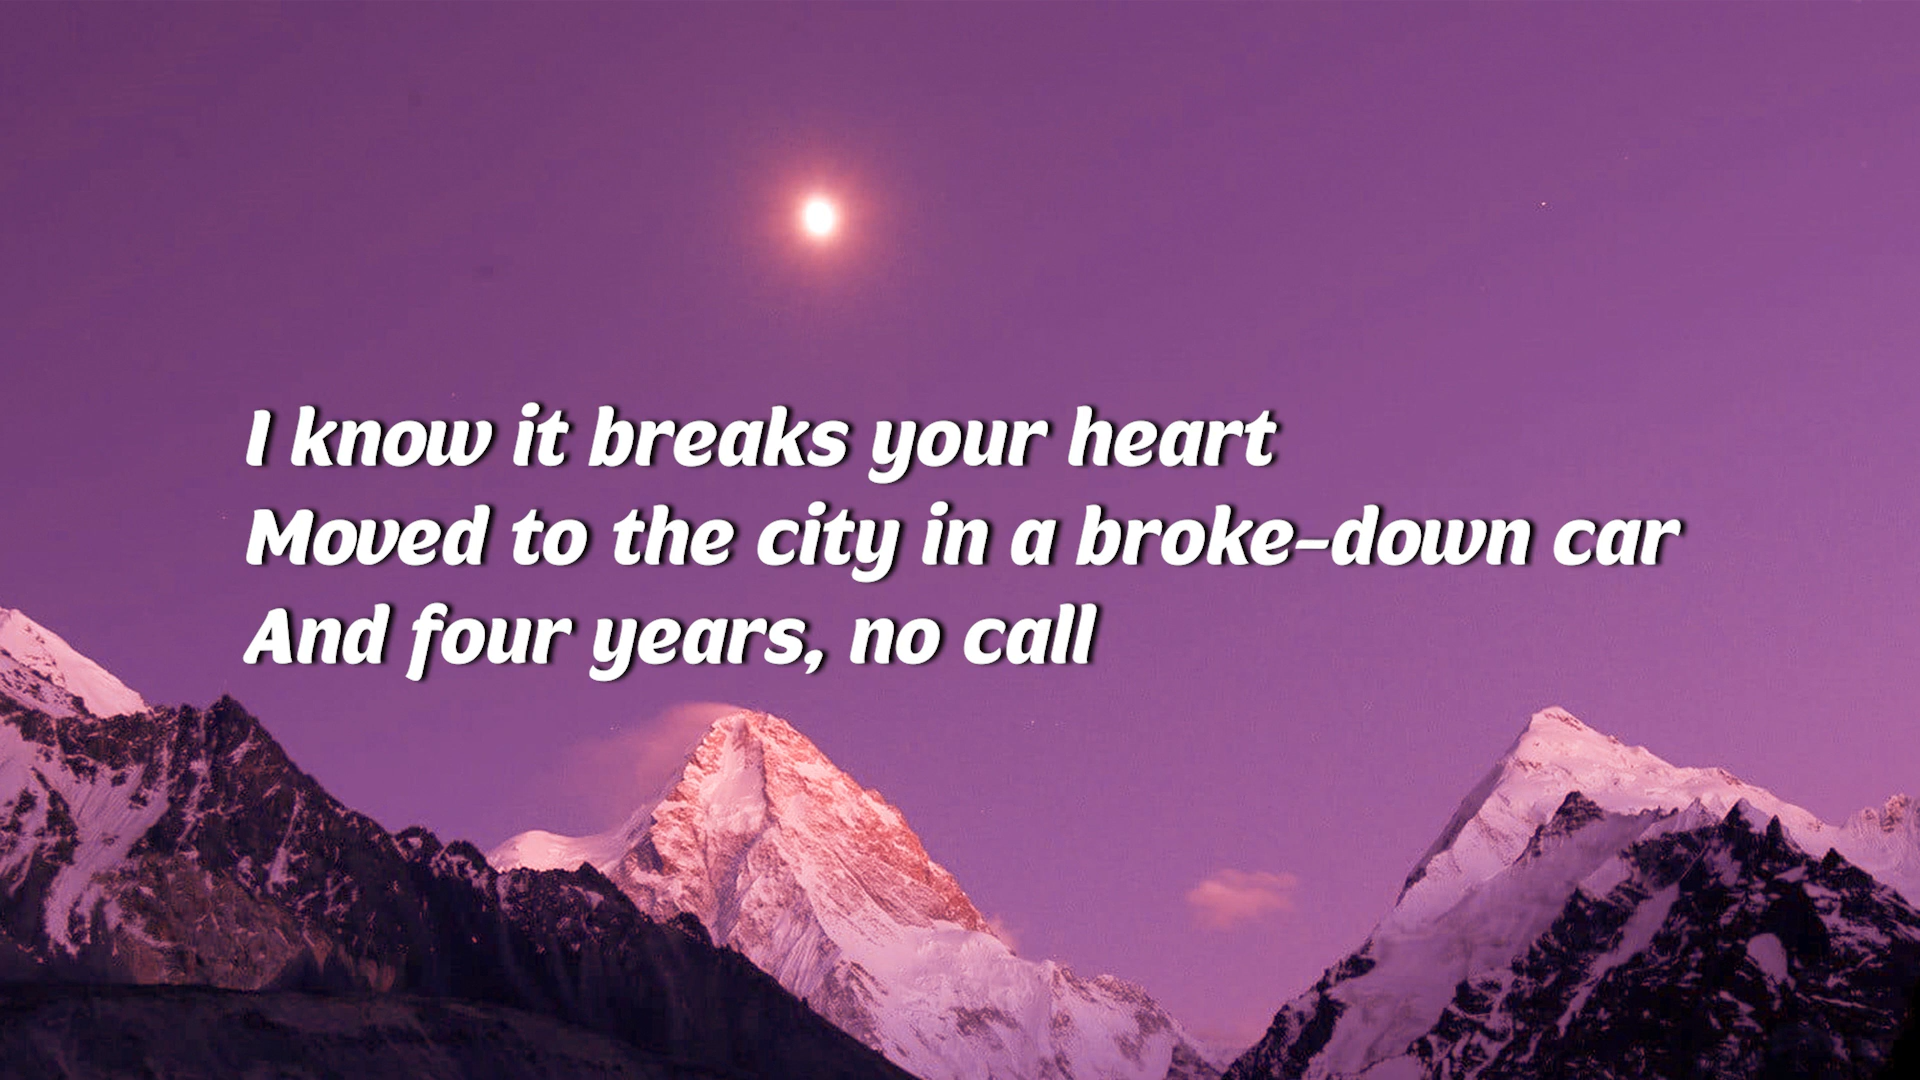 I know it breaks your heart
Moved to the city in a broke-down car
And four years, no call